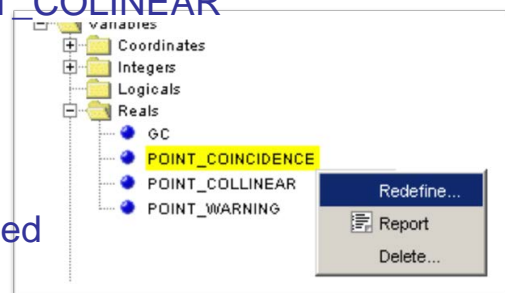 T_COLINEAR
Variables
Coordinates
Integers
Logicals
Reals
GC
POINT_COINCIDENCE
POINT_COLLINEAR
POINT_WARNING
Redefine...
Report
Delete...
ed